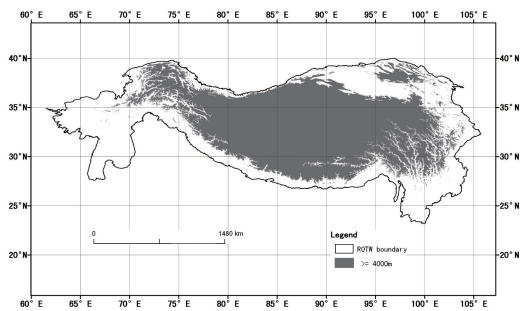 60° E 65° E 70° E 75° E 80° E 85° E 90° E 95° E 100° E 105° E
40°N 40°N
35°N 35°N
30°N 30°N
25°N 25°N
20°N 20°N
0 1480 km
Legend
ROTW boundary
>= 4000m
60° E 65° E 70° E 75° E 80° E 85° E 90° E 95° E 100° E 105° E